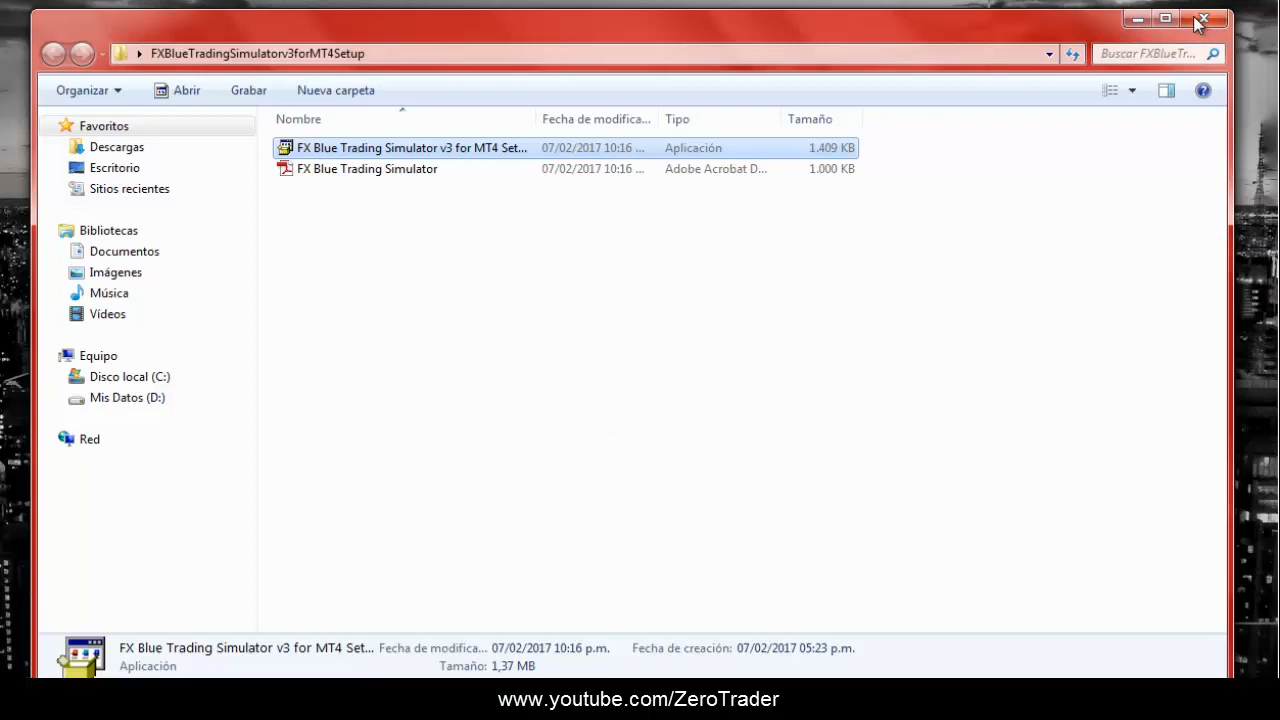 FXBlueTradingSimulatorv3forMT4Setup
Buscar FXBlueTr...
Organizar
Abrir
Grabar
Nueva carpeta
Nombre
Fecha de modifica...
Tipo
Tamaño
Favoritos
Descargas
Escritorio
Sitios recientes
Bibliotecas
Documentos
Imágenes
Música
Vídeos
Equipo
Disco local (C:)
Mis Datos (D:)
Red
FX Blue Trading Simulator v3 for MT4 Set... 07/02/2017 10:16 ... Aplicación 1.409 KB
FX Blue Trading Simulator 07/02/2017 10:16 ... Adobe Acrobat D... 1.000 KB
FX Blue Trading Simulator v3 for MT4 Set... Fecha de modifica... 07/02/2017 10:16 p.m. Fecha de creación: 07/02/2017 05:23 p.m.
Aplicación Tamaño: 1,37 MB
www.youtube.com/ZeroTrader